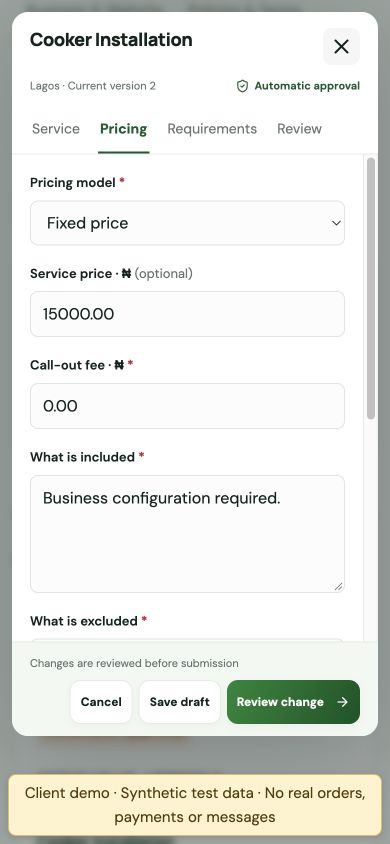 Cooker Installation
Lagos · Current version 2
Automatic approval
Service Pricing Requirements Review
Pricing model *
Fixed price
Service price · ₦ (optional)
15000.00
Call-out fee · ₦ *
0.00
What is included *
Business configuration required.
What is excluded *
Changes are reviewed before submission
Cancel
Save draft
Review change →
Client demo · Synthetic test data · No real orders,
payments or messages